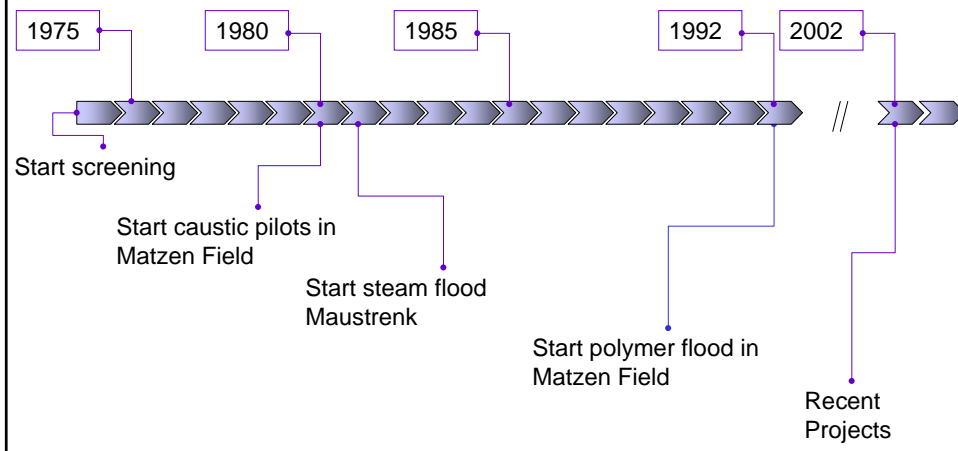 1975
1980
1985
1992
2002
//
Start screening
Start caustic pilots in
Matzen Field
Start steam flood
Maustrenk
Start polymer flood in
Matzen Field
Recent
Projects